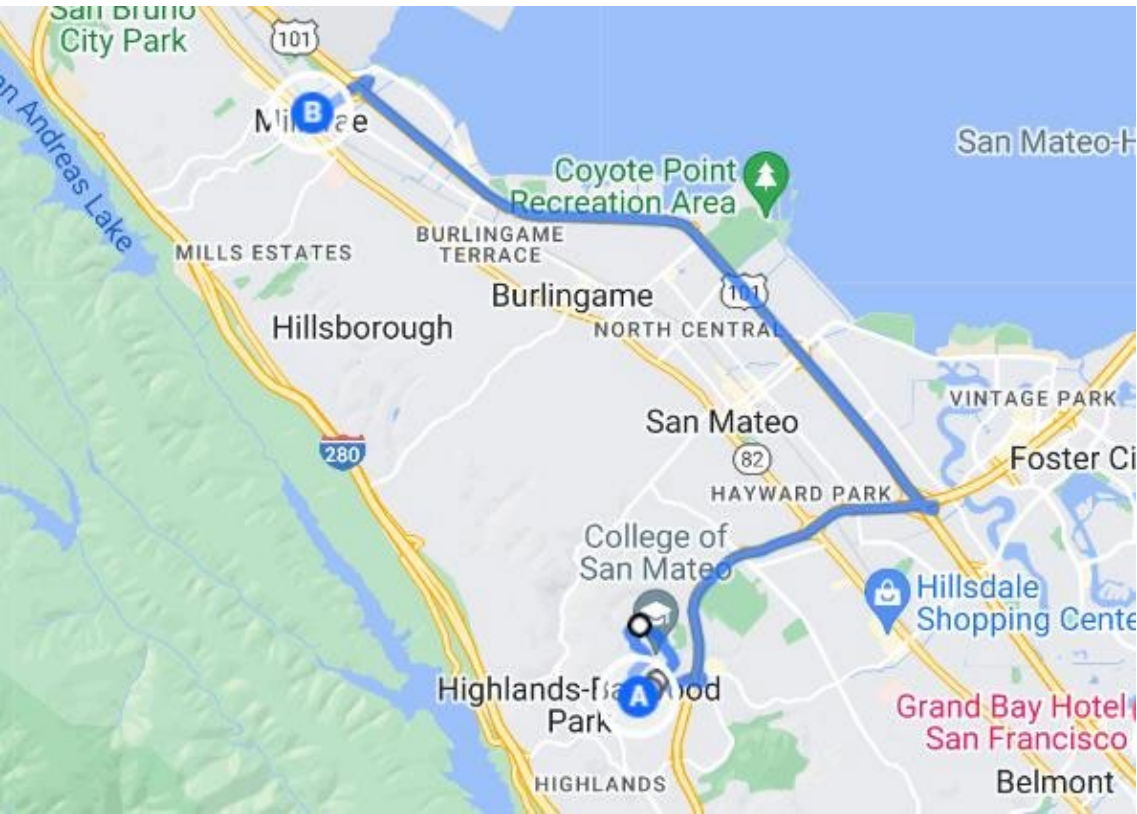 San Bruno
City Park
101
B
San Andreas Lake
San Mateo-H
Coyote Point
Recreation Area
MILLS ESTATES
BURLINGAME
TERRACE
Burlingame
101
Hillsborough
NORTH CENTRAL
VINTAGE PARK
San Mateo
280
82
Foster Ci
HAYWARD PARK
College of
San Mateo
Hillsdale
Shopping Cente
A
Park
Grand Bay Hotel
San Francisco
HIGHLANDS
Belmont